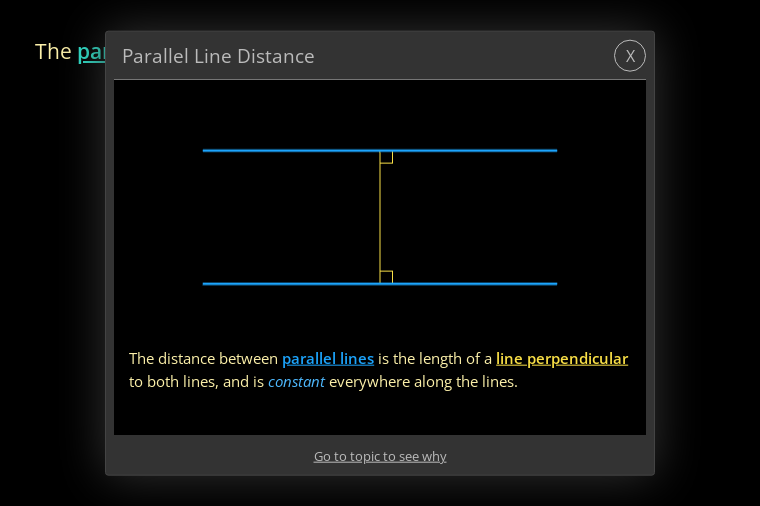 The par
Parallel Line Distance
X
The distance between parallel lines is the length of a line perpendicular
to both lines, and is constant everywhere along the lines.
Go to topic to see why